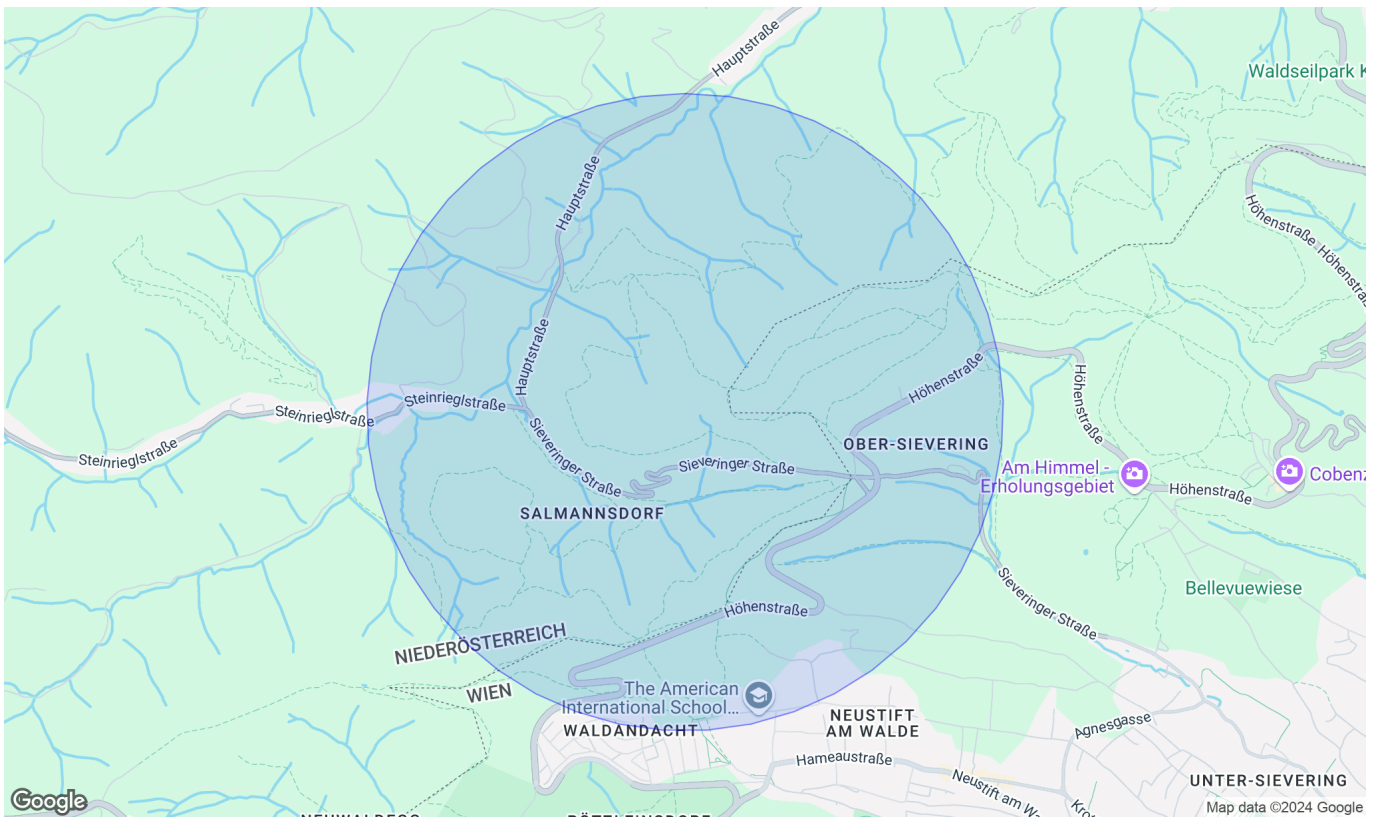 Hauptstraße
Waldseilpark K
Hauptstraße
Höhenstraße
Höhenstraße
Hauptstraße
Höhenstraße
Höhenstraße
Steinrieglstraße
Steinrieglstraße
Steinrieglstraße
Sieveringer Straße
OBER-SIEVERING
Sieveringer Straße
Am Himmel -
Erholungsgebiet
Cobenz
Höhenstraße
SALMANNSDORF
Bellevuewiese
Sieveringer Straße
Höhenstraße
NIEDERÖSTERREICH
WIEN
The American
International School...
NEUSTIFT
AM WALDE
WALDANDACHT
Agnesgasse
Hameaustraße
Neustift am Wa
UNTER-SIEVERING
Krot
Google
Map data ©2024 Google